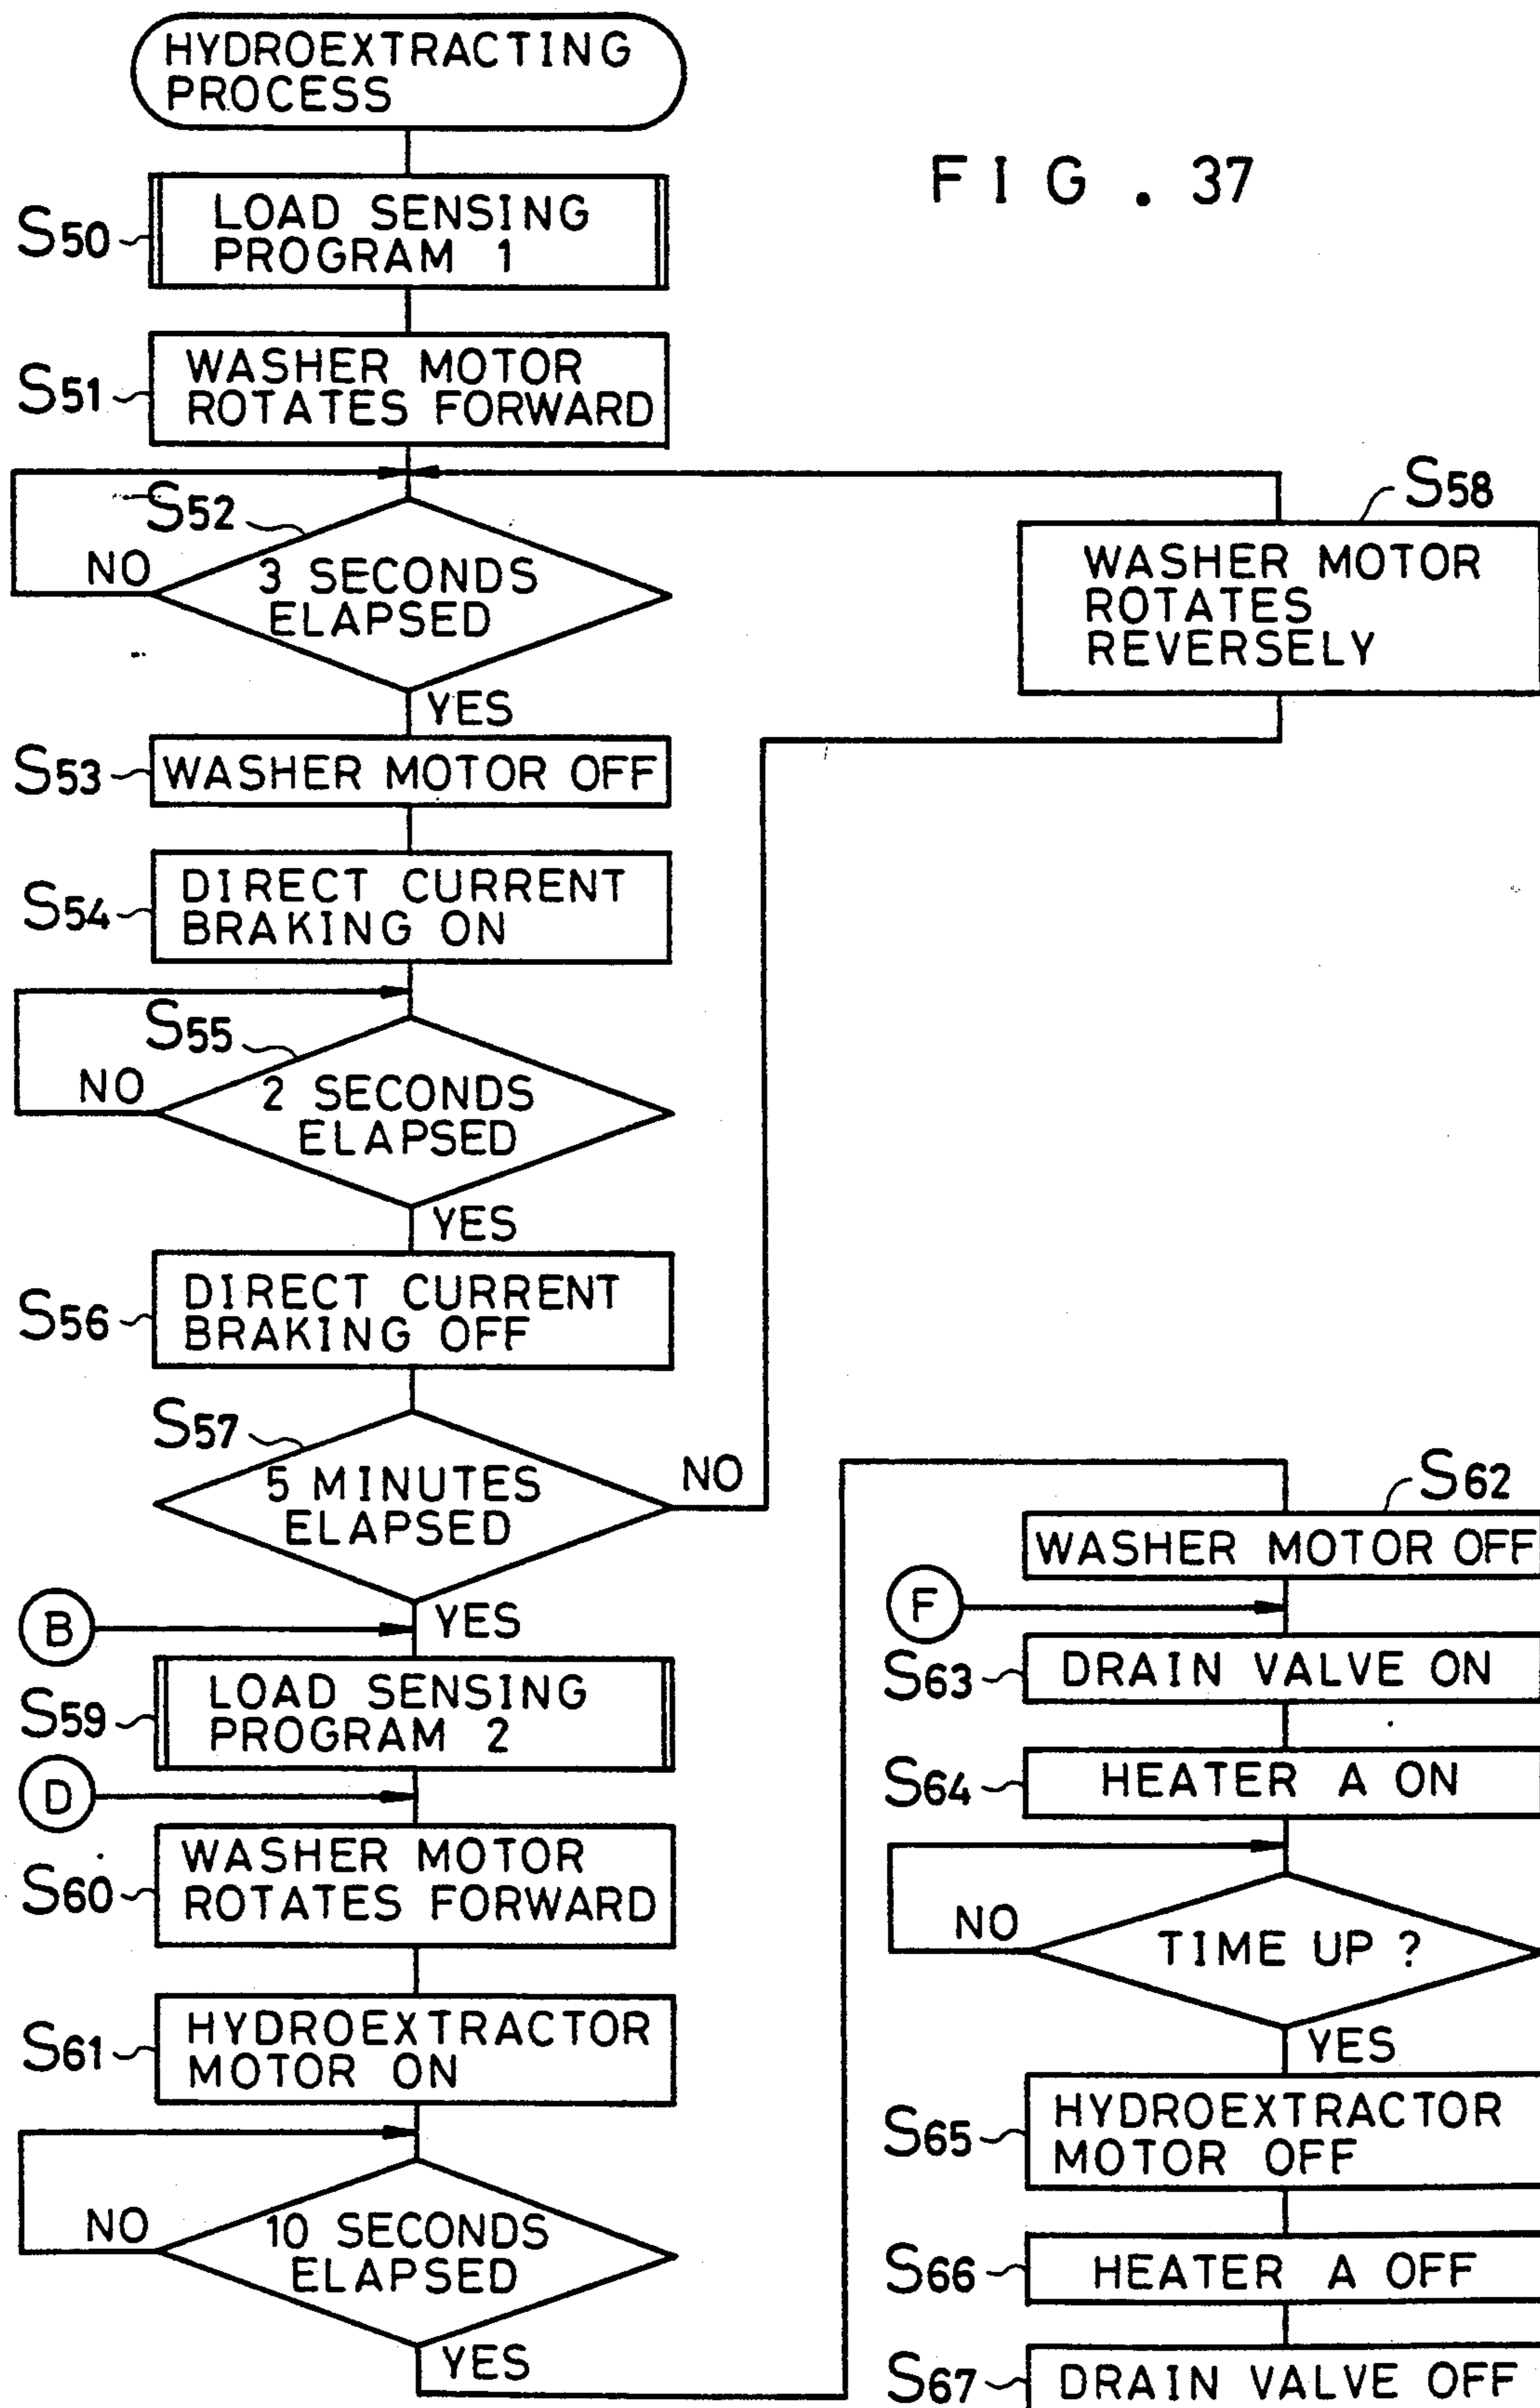 HYDROEXTRACTING
PROCESS
FIG. 37
S50
LOAD SENSING
PROGRAM 1
S51
WASHER MOTOR
ROTATES FORWARD
S52
NO
3 SECONDS
ELAPSED
YES
S58
WASHER MOTOR
ROTATES
REVERSELY
S53
WASHER MOTOR OFF
S54
DIRECT CURRENT
BRAKING ON
S55
NO
2 SECONDS
ELAPSED
YES
S56
DIRECT CURRENT
BRAKING OFF
S57
5 MINUTES
ELAPSED
NO
YES
B
S59
LOAD SENSING
PROGRAM 2
D
S60
WASHER MOTOR
ROTATES FORWARD
S61
HYDROEXTRACTOR
MOTOR ON
NO
10 SECONDS
ELAPSED
YES
S62
WASHER MOTOR OFF
F
S63
DRAIN VALVE ON
S64
HEATER A ON
NO
TIME UP ?
YES
S65
HYDROEXTRACTOR
MOTOR OFF
S66
HEATER A OFF
S67
DRAIN VALVE OFF